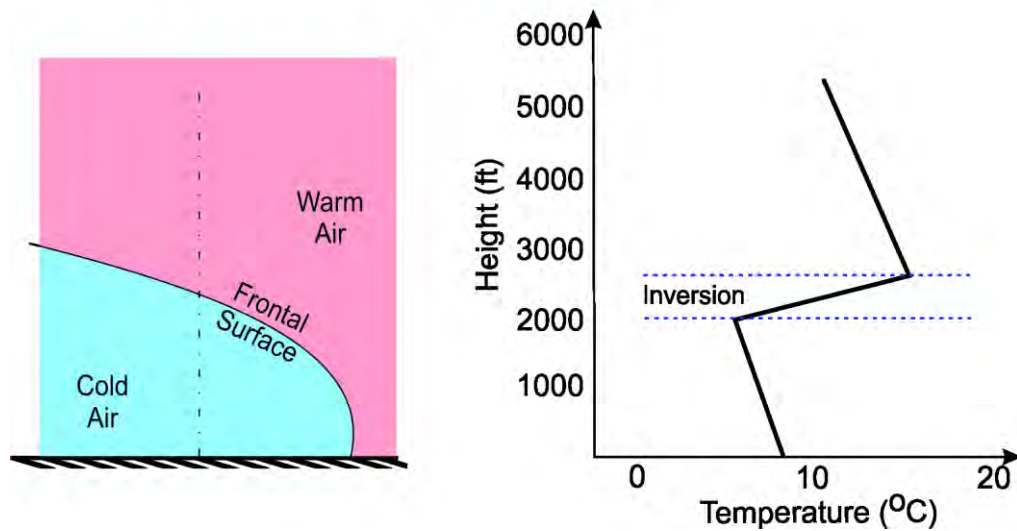 Warm
Air
Frontal
Surface
Cold
Air
Height (ft)
6000
5000
4000
3000
2000
1000
Inversion
0 10 20
Temperature (°C)